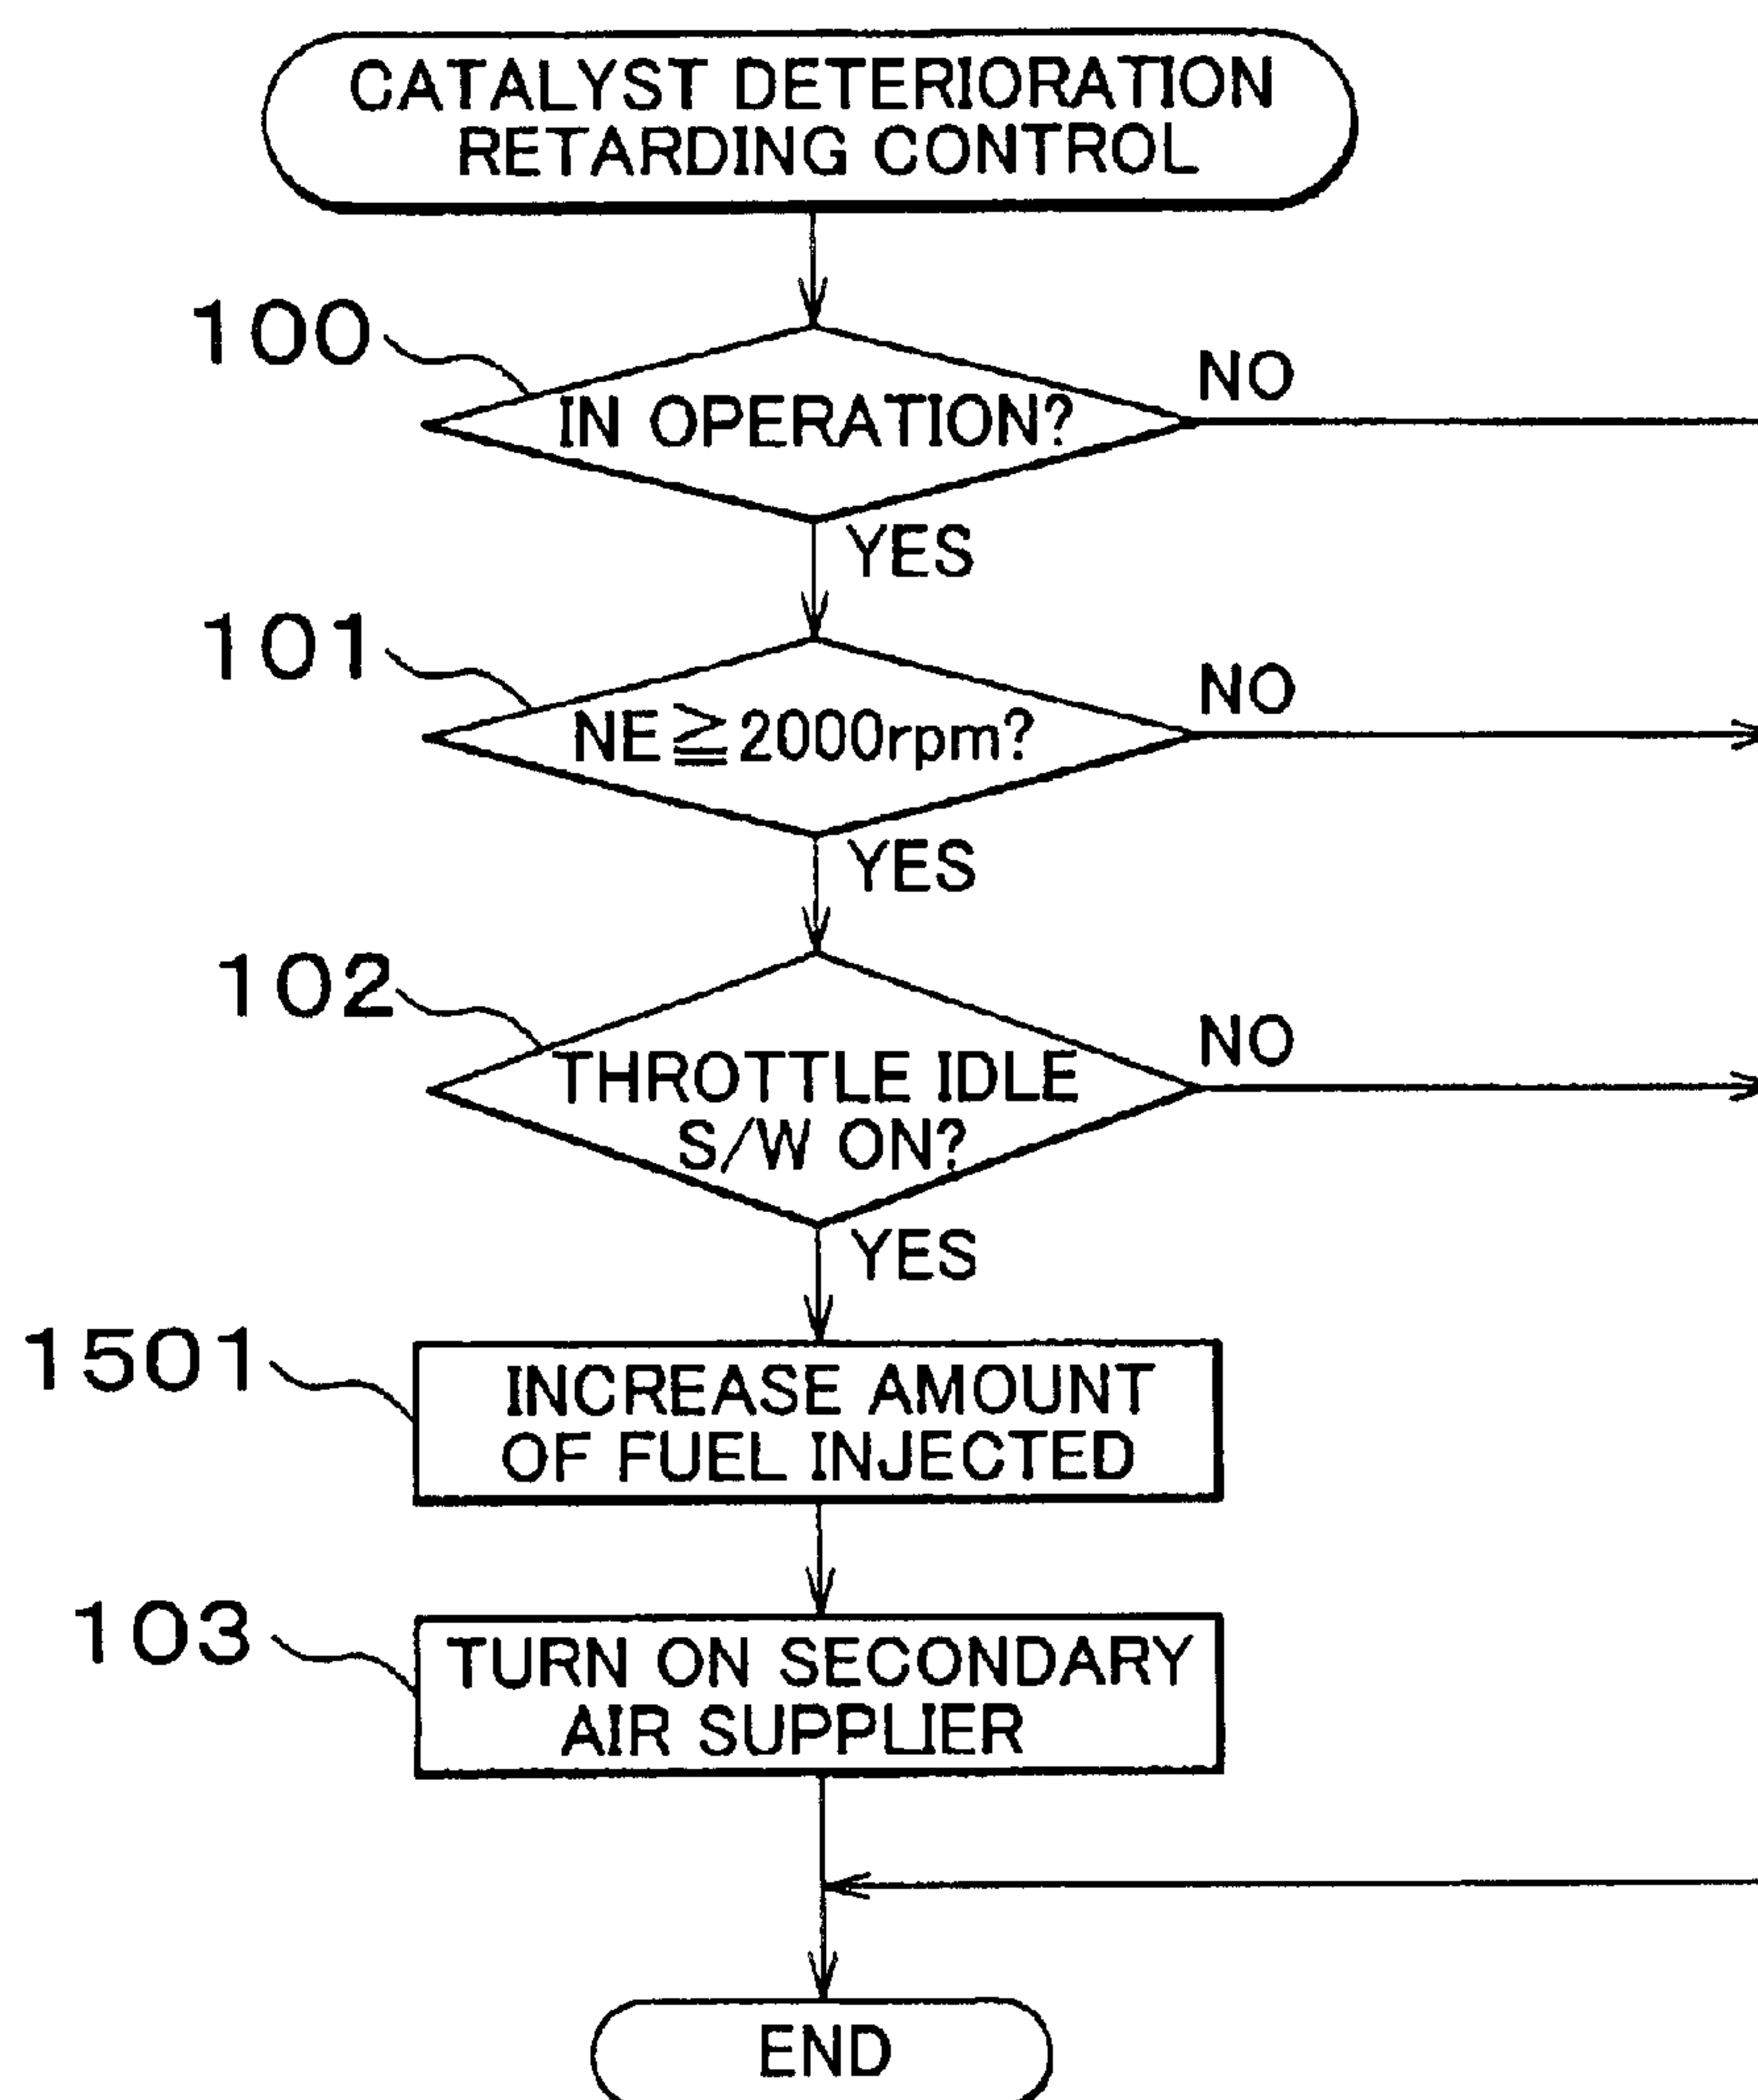 CATALYST DETERIORATION
RETARDING CONTROL
100
IN OPERATION?
NO
YES
101
NE≧2000rpm?
NO
YES
102
THROTTLE IDLE
S/W ON?
NO
YES
1501
INCREASE AMOUNT
OF FUEL INJECTED
103
TURN ON SECONDARY
AIR SUPPLIER
END